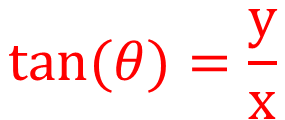 tan(θ) = y/x